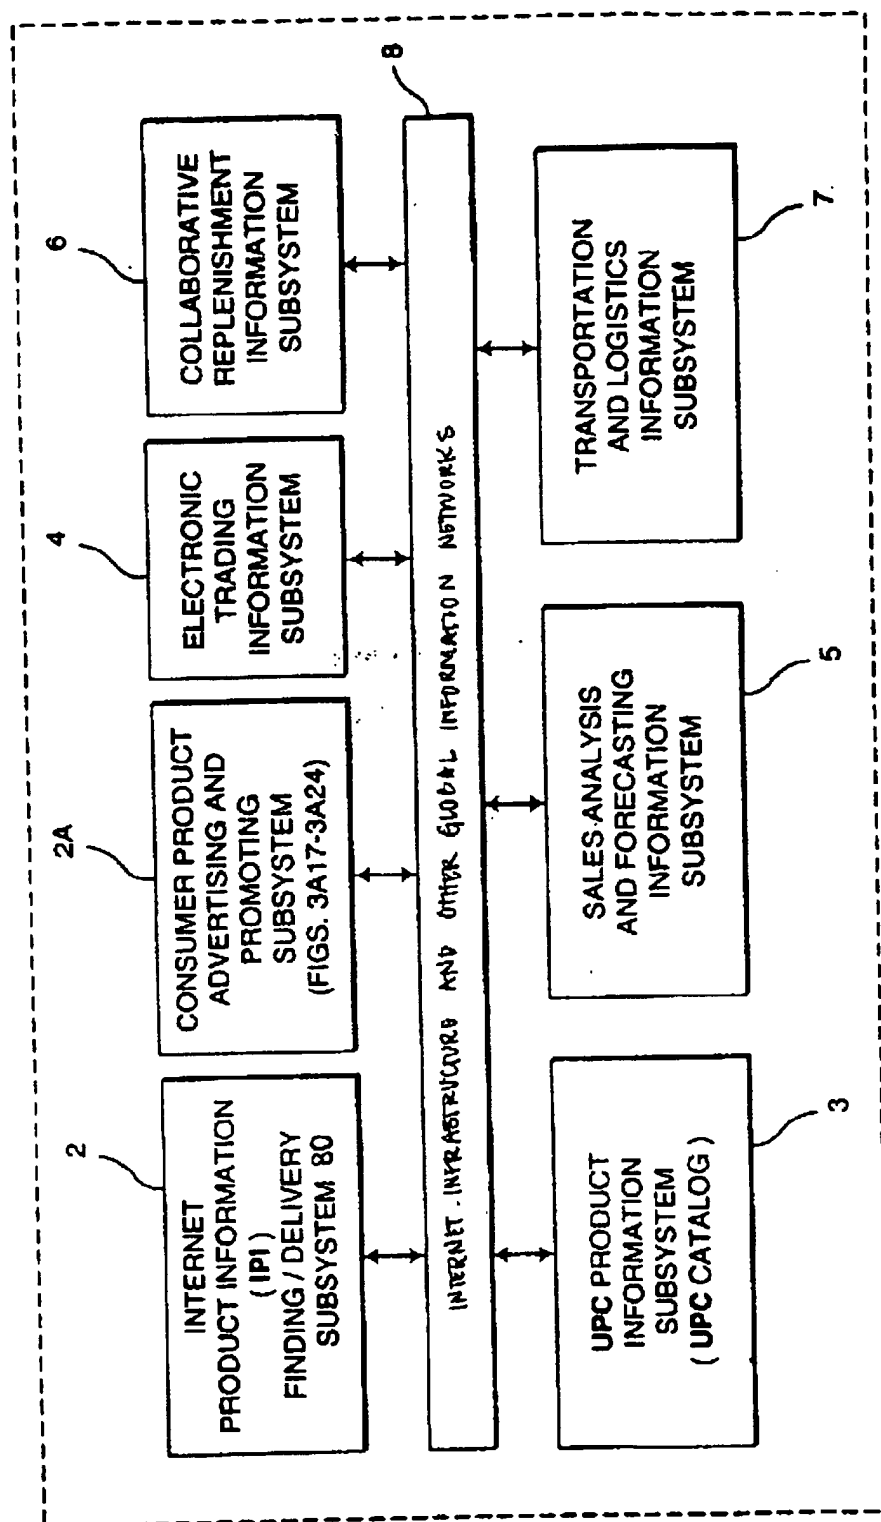 2
INTERNET
PRODUCT INFORMATION
( IPI )
FINDING / DELIVERY
SUBSYSTEM 80
2A
CONSUMER PRODUCT
ADVERTISING AND
PROMOTING
SUBSYSTEM
(FIGS. 3A17-3A24)
4
ELECTRONIC
TRADING
INFORMATION
SUBSYSTEM
6
COLLABORATIVE
REPLENISHMENT
INFORMATION
SUBSYSTEM
INTERNET INFRASTRUCTURE AND OTHER GLOBAL INFORMATION NETWORKS
8
UPC PRODUCT
INFORMATION
SUBSYSTEM
( UPC CATALOG )
3
SALES ANALYSIS
AND FORECASTING
INFORMATION
SUBSYSTEM
5
TRANSPORTATION
AND LOGISTICS
INFORMATION
SUBSYSTEM
7